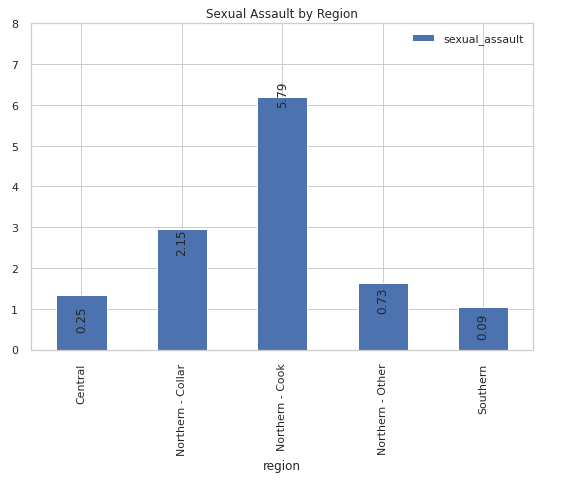 Sexual Assault by Region
8
7
6
5
4
3
2
1
0
sexual_assault
0.25
2.15
5.79
0.73
0.09
Central
Northern - Collar
Northern - Cook
Northern - Other
Southern
region